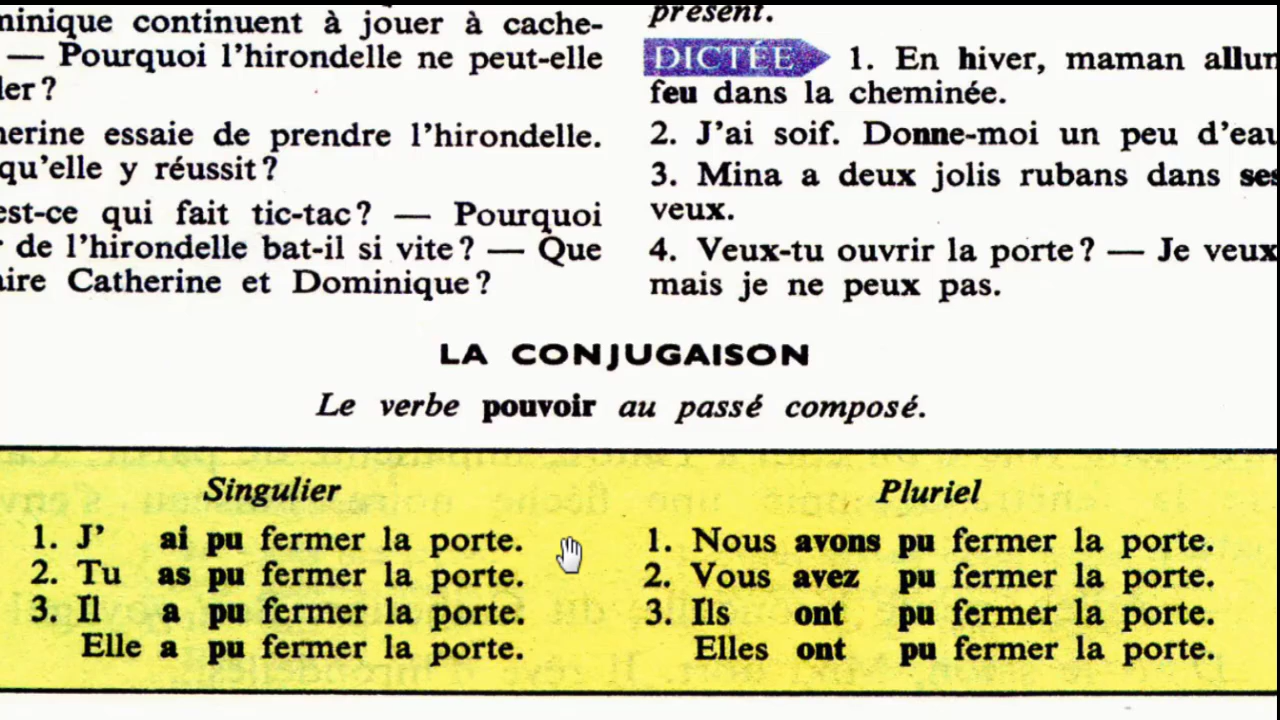 minique continuent à jouer à cache-
— Pourquoi l'hirondelle ne peut-elle
ler ?
herine essaie de prendre l'hirondelle.
qu'elle y réussit ?
est-ce qui fait tic-tac ? — Pourquoi
r de l'hirondelle bat-il si vite ? — Que
aire Catherine et Dominique ?
présent.
DICTÉE 1. En hiver, maman allum
feu dans la cheminée.
2. J'ai soif. Donne-moi un peu d'eau
3. Mina a deux jolis rubans dans ses
veux.
4. Veux-tu ouvrir la porte ? — Je veux
mais je ne peux pas.
LA CONJUGAISON
Le verbe pouvoir au passé composé.
Singulier
1. J' ai pu fermer la porte.
2. Tu as pu fermer la porte.
3. Il a pu fermer la porte.
Elle a pu fermer la porte.
Pluriel
1. Nous avons pu fermer la porte.
2. Vous avez pu fermer la porte.
3. Ils ont pu fermer la porte.
Elles ont pu fermer la porte.